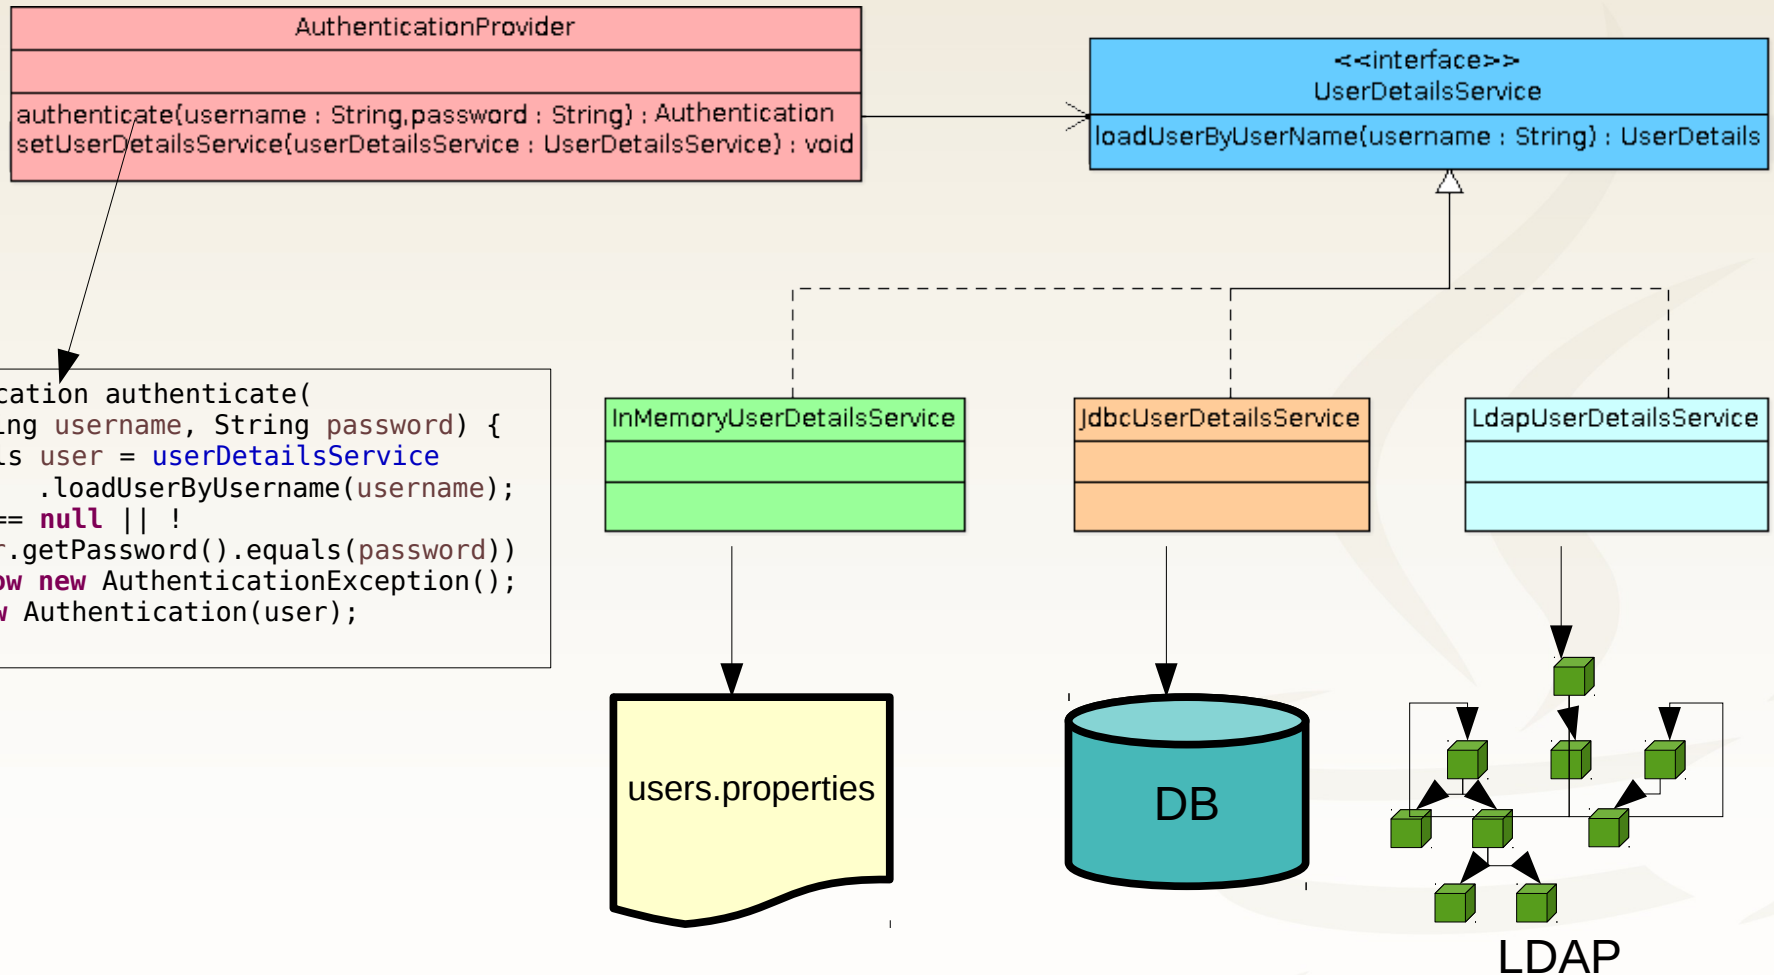 AuthenticationProvider
authenticate(username : String,password : String) : Authentication
setUserDetailsService(userDetailsService : UserDetailsService) : void
<<interface>>
UserDetailsService
loadUserByUserName(username : String) : UserDetails
cation authenticate(
ing username, String password) {
ls user = userDetailsService
.loadUserByUsername(username);
== null || !
r.getPassword().equals(password))
ow new AuthenticationException();
w Authentication(user);
InMemoryUserDetailsService
JdbcUserDetailsService
LdapUserDetailsService
users.properties
DB
LDAP